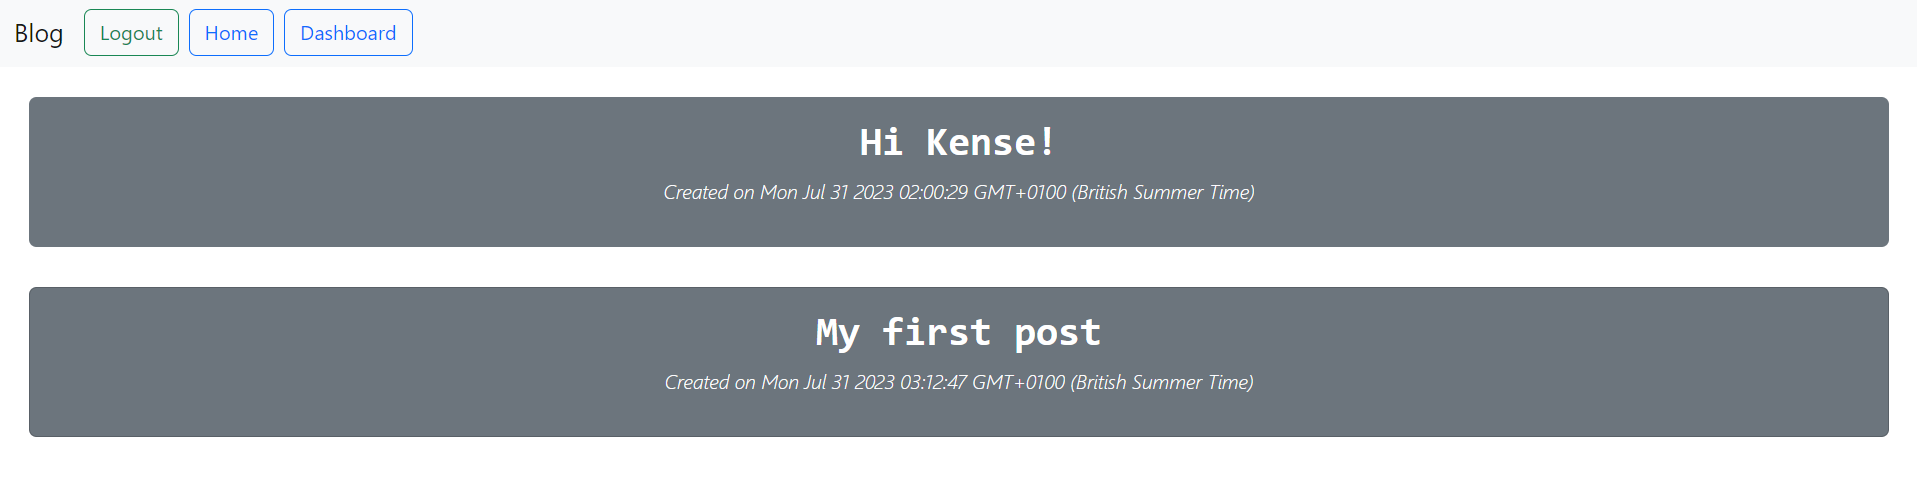 Blog Logout Home Dashboard
Hi Kense!
Created on Mon Jul 31 2023 02:00:29 GMT+0100 (British Summer Time)
My first post
Created on Mon Jul 31 2023 03:12:47 GMT+0100 (British Summer Time)